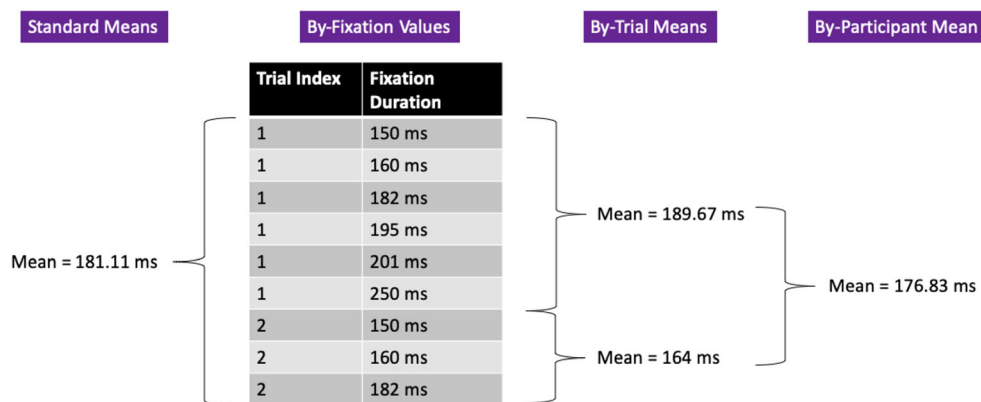 Standard Means By-Fixation Values By-Trial Means By-Participant Mean
Trial Index Fixation Duration
1 150 ms
1 160 ms
1 182 ms
1 195 ms
1 201 ms
1 250 ms
2 150 ms
2 160 ms
2 182 ms
Mean = 181.11 ms
Mean = 189.67 ms
Mean = 164 ms
Mean = 176.83 ms